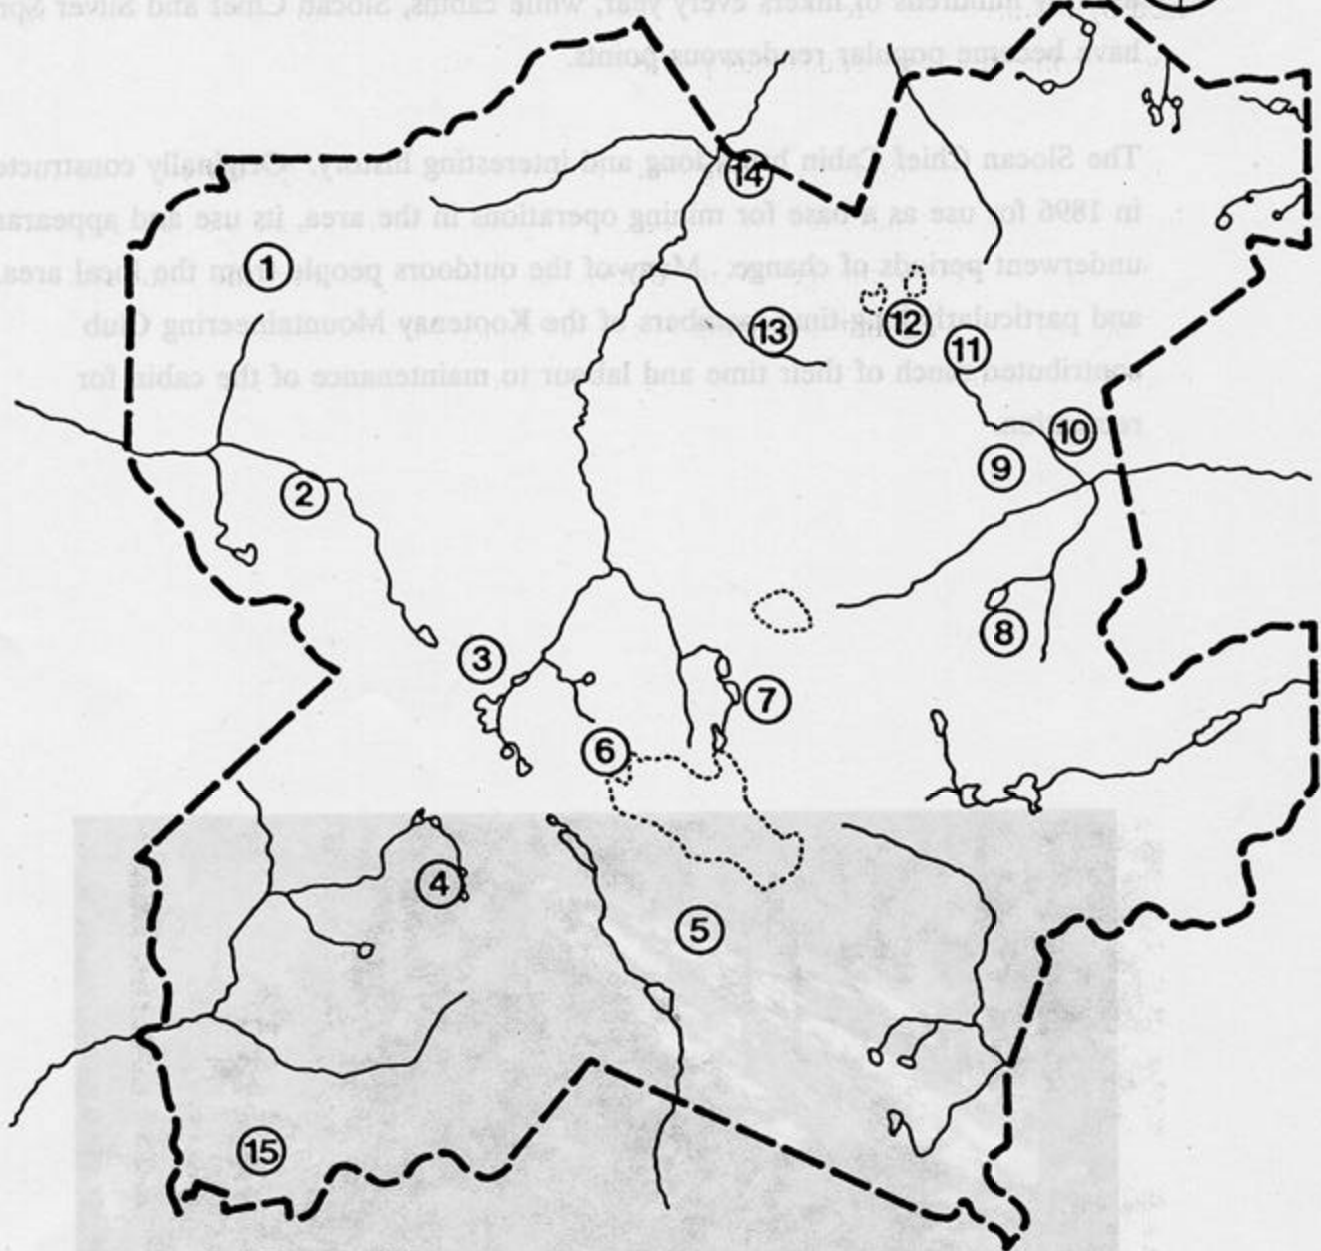 hundreds of hikers every year, while cabins, Slocan Chief and Silver
have become popular rendezvous points.
The Slocan Chief Cabin has long and interesting history. Originally constructe
in 1896 for use as a base for mining operations in the area, its use and appearan
underwent periods of change. Many of the outdoors people from the local area,
and particularly long-time members of the Kootenay Mountaineering Club
contributed much of their time and labour to maintenance of the cabin for
14
1
12
13
11
10
9
2
8
3
7
6
4
5
15